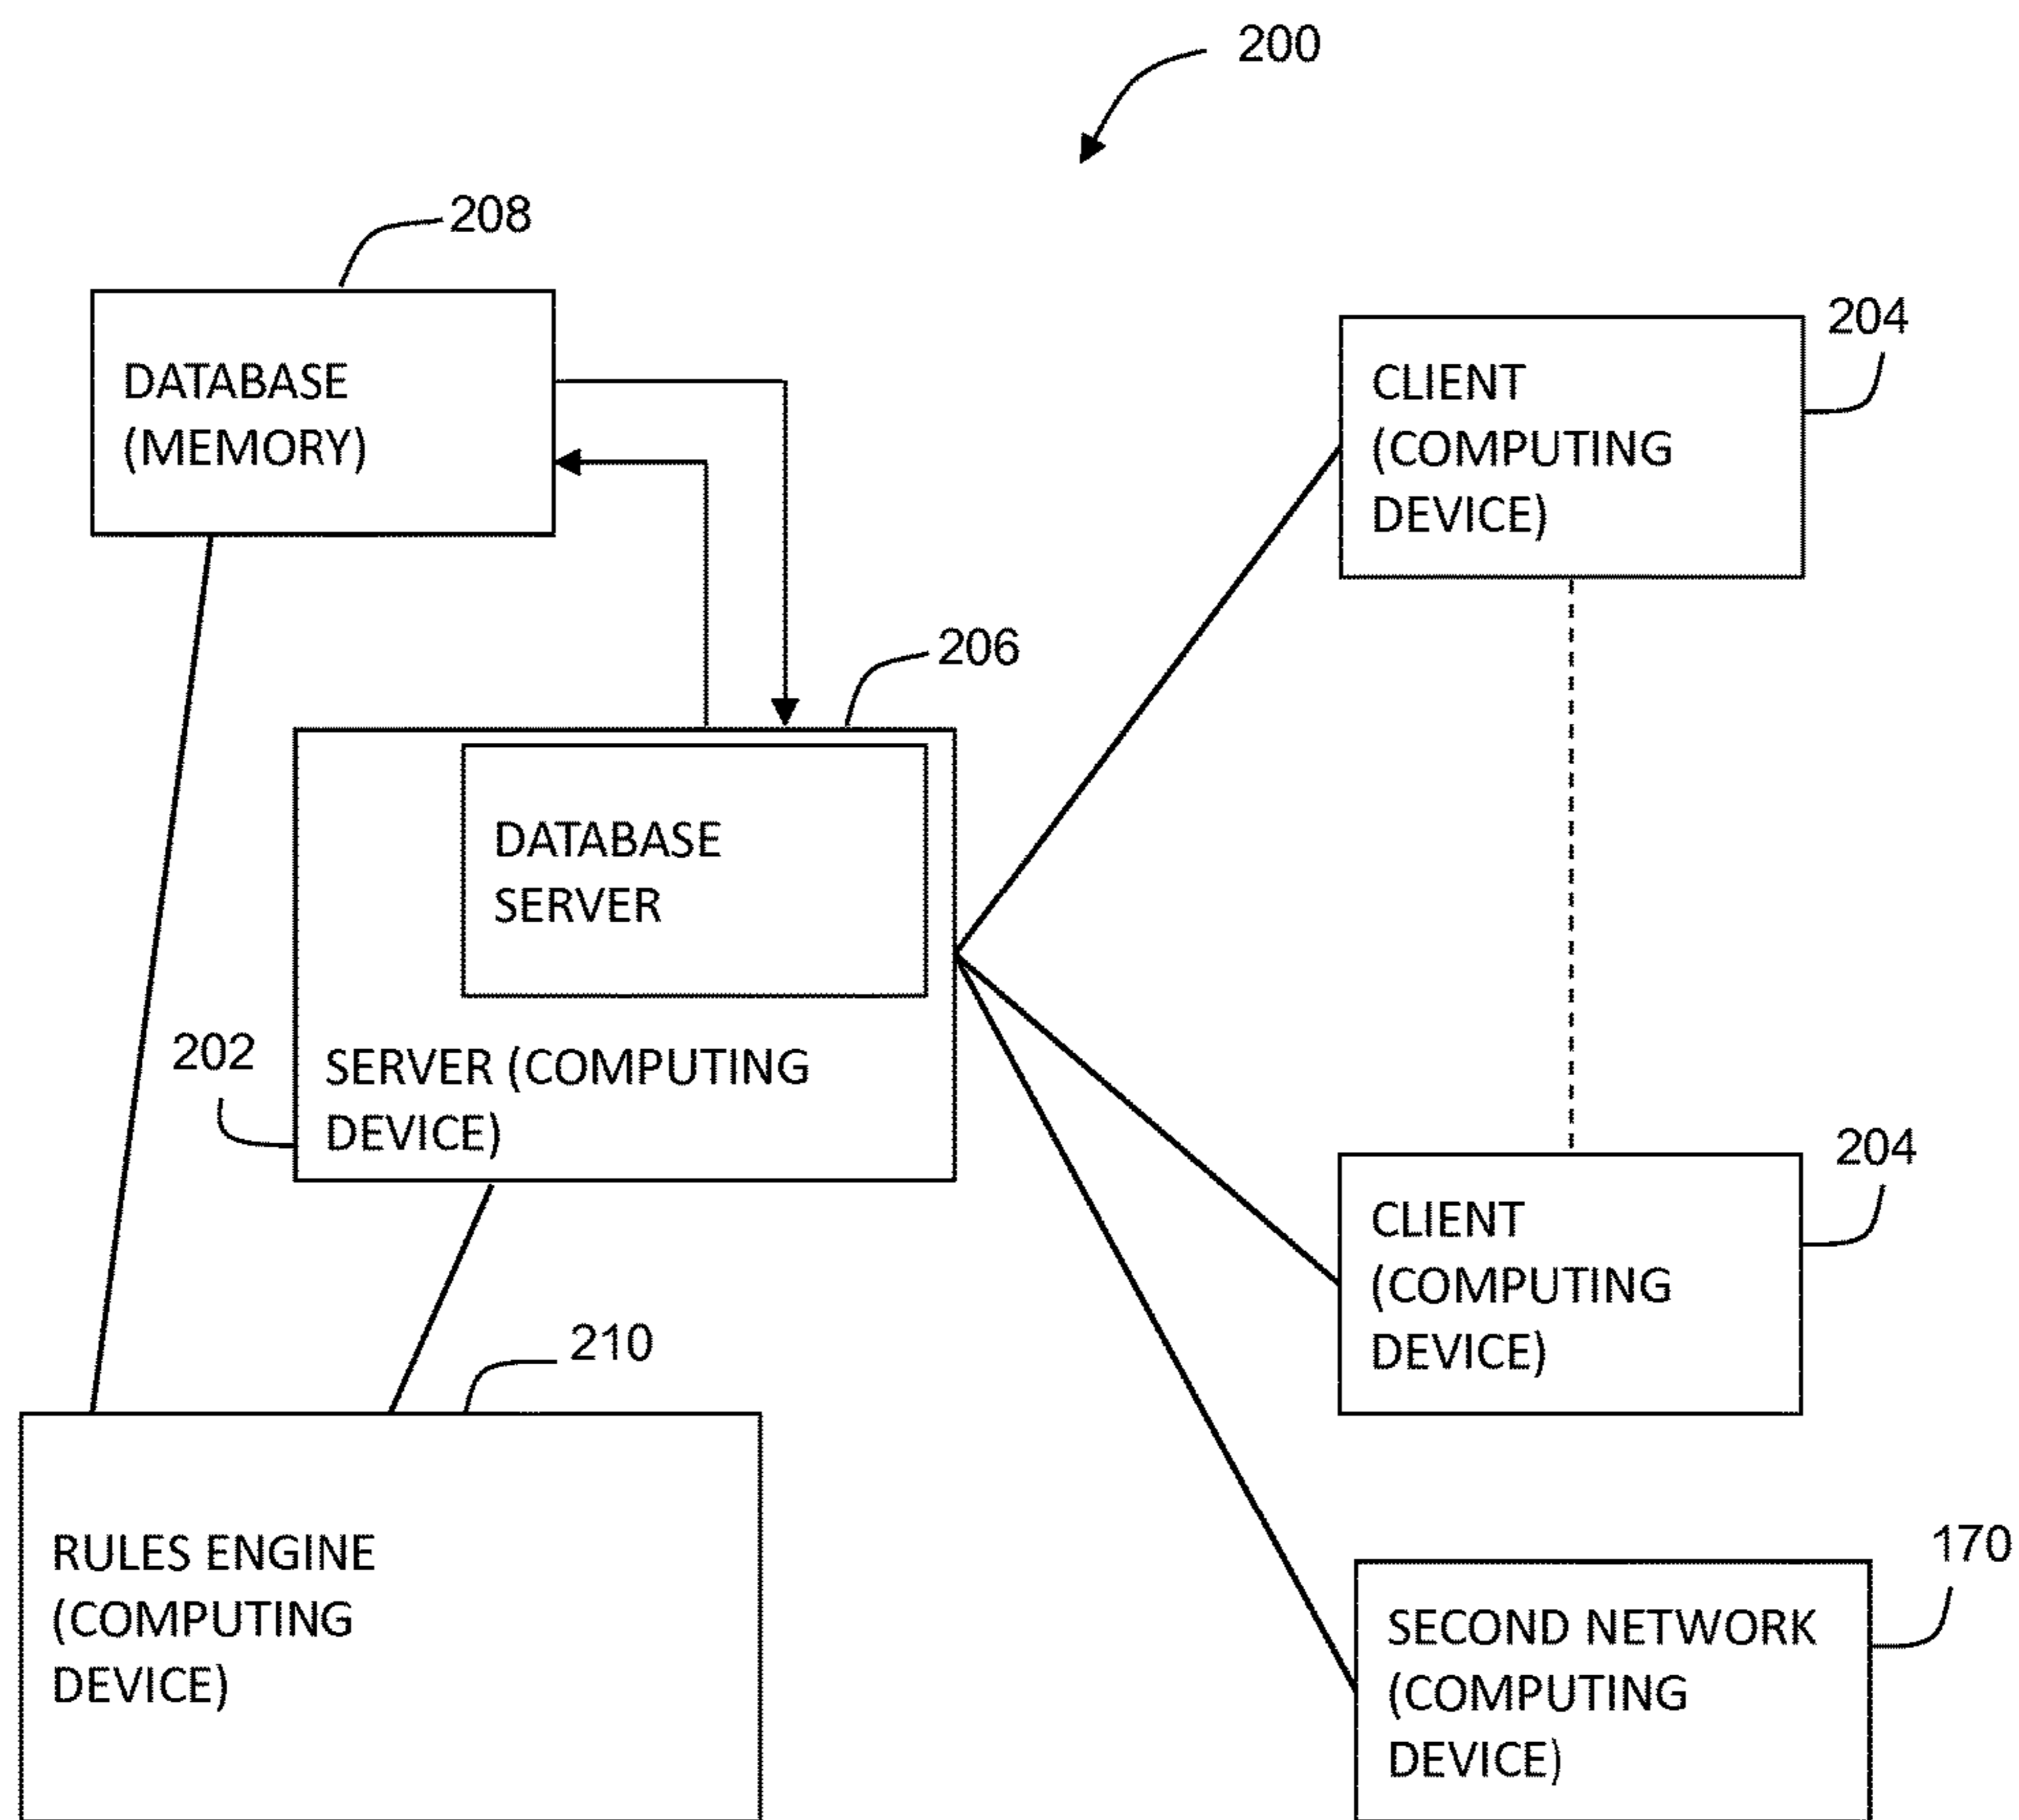 200
208
DATABASE
(MEMORY)
204
CLIENT
(COMPUTING
DEVICE)
206
DATABASE
SERVER
202
SERVER (COMPUTING
DEVICE)
204
CLIENT
(COMPUTING
DEVICE)
210
RULES ENGINE
(COMPUTING
DEVICE)
170
SECOND NETWORK
(COMPUTING
DEVICE)